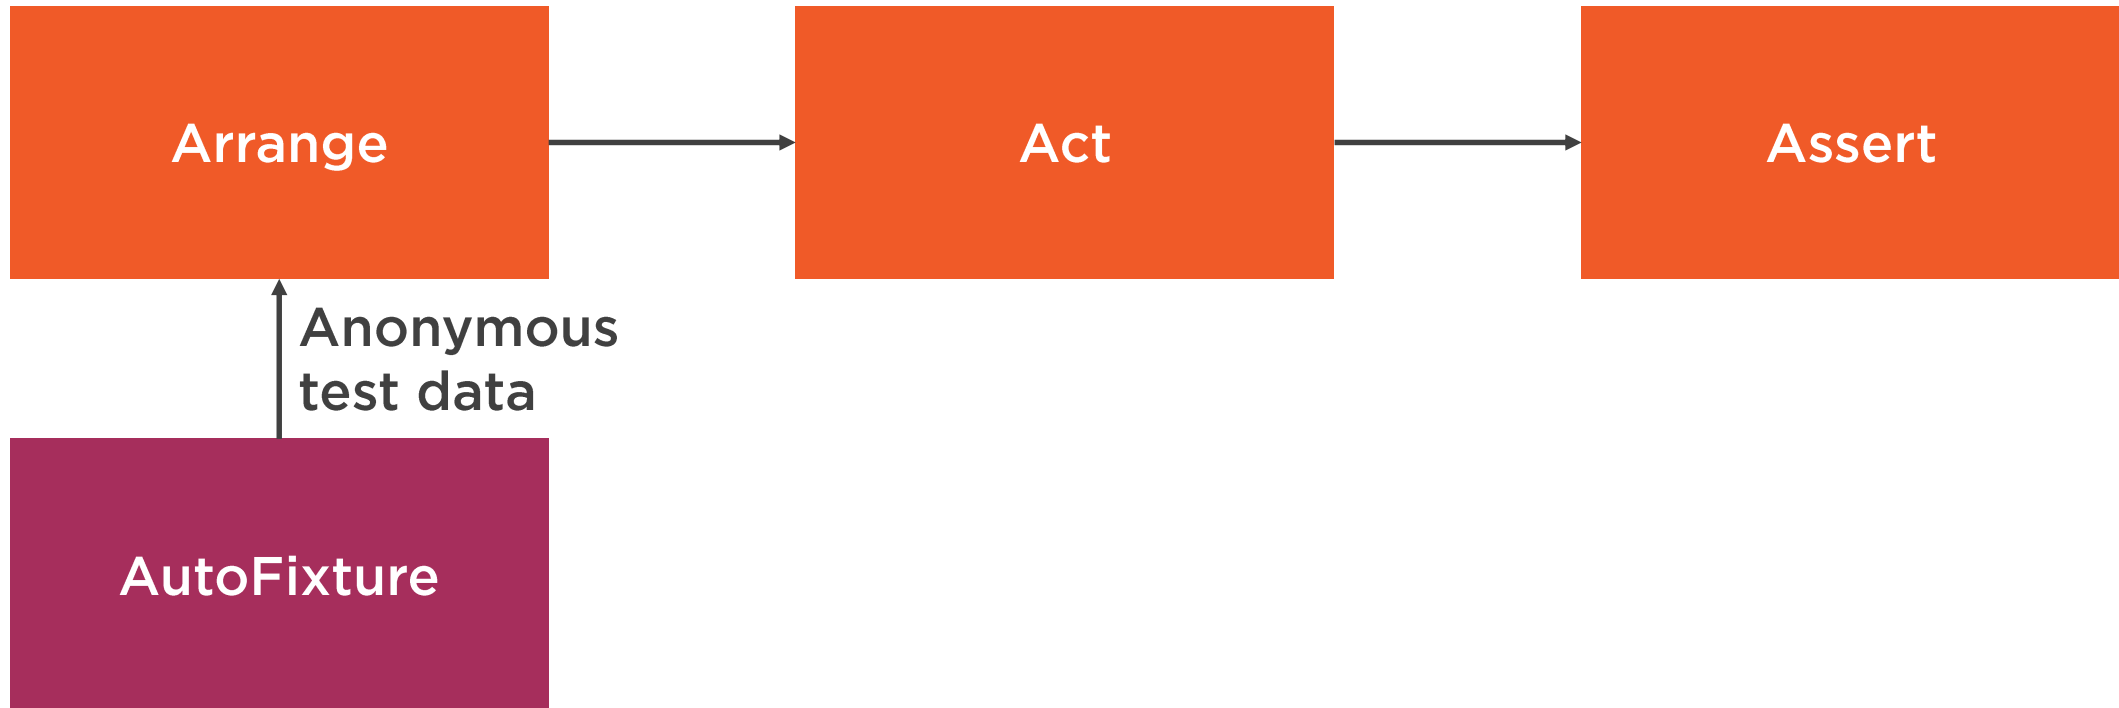 Arrange
Act
Assert
Anonymous
test data
AutoFixture